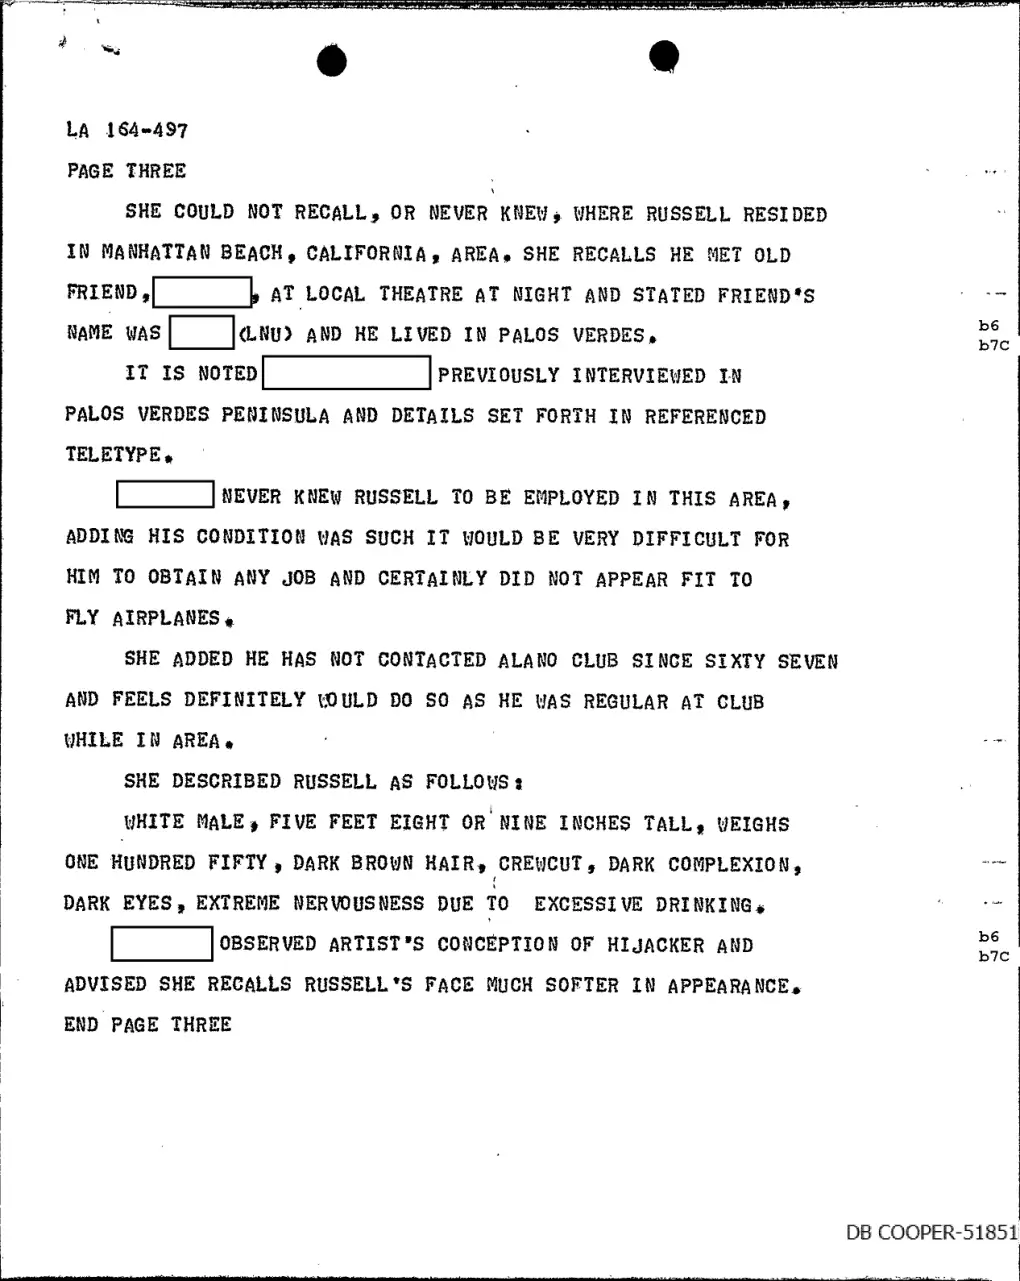 LA 164-497
PAGE THREE
SHE COULD NOT RECALL, OR NEVER KNEW, WHERE RUSSELL RESIDED
IN MANHATTAN BEACH, CALIFORNIA, AREA. SHE RECALLS HE MET OLD
FRIEND, , AT LOCAL THEATRE AT NIGHT AND STATED FRIEND'S
NAME WAS (LNU) AND HE LIVED IN PALOS VERDES.
b6
b7C
IT IS NOTED PREVIOUSLY INTERVIEWED IN
PALOS VERDES PENINSULA AND DETAILS SET FORTH IN REFERENCED
TELETYPE.
NEVER KNEW RUSSELL TO BE EMPLOYED IN THIS AREA,
ADDING HIS CONDITION WAS SUCH IT WOULD BE VERY DIFFICULT FOR
HIM TO OBTAIN ANY JOB AND CERTAINLY DID NOT APPEAR FIT TO
FLY AIRPLANES.
SHE ADDED HE HAS NOT CONTACTED ALANO CLUB SINCE SIXTY SEVEN
AND FEELS DEFINITELY WOULD DO SO AS HE WAS REGULAR AT CLUB
WHILE IN AREA.
SHE DESCRIBED RUSSELL AS FOLLOWS:
WHITE MALE, FIVE FEET EIGHT OR NINE INCHES TALL, WEIGHS
ONE HUNDRED FIFTY, DARK BROWN HAIR, CREWCUT, DARK COMPLEXION,
DARK EYES, EXTREME NERVOUSNESS DUE TO EXCESSIVE DRINKING.
OBSERVED ARTIST'S CONCEPTION OF HIJACKER AND
b6
b7C
ADVISED SHE RECALLS RUSSELL'S FACE MUCH SOFTER IN APPEARANCE.
END PAGE THREE
DB COOPER-51851